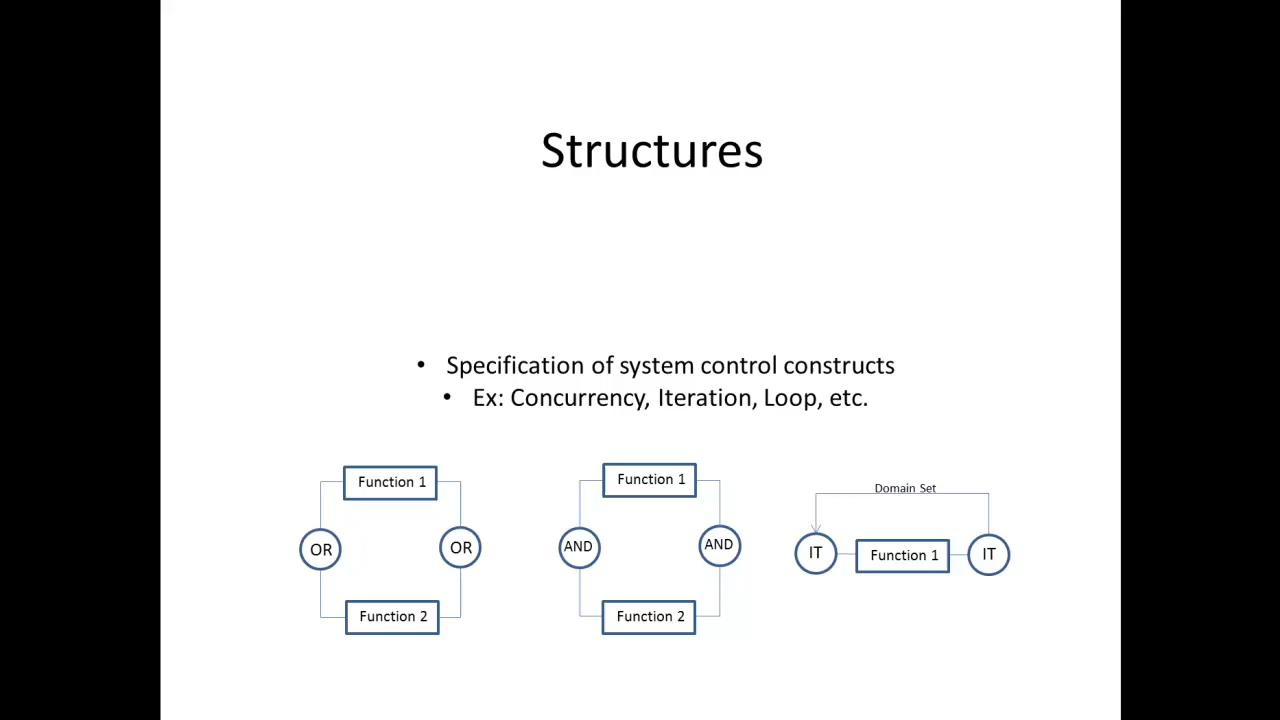 Structures
• Specification of system control constructs
• Ex: Concurrency, Iteration, Loop, etc.
Function 1
OR
OR
Function 2
Function 1
AND
AND
Function 2
Domain Set
IT
Function 1
IT